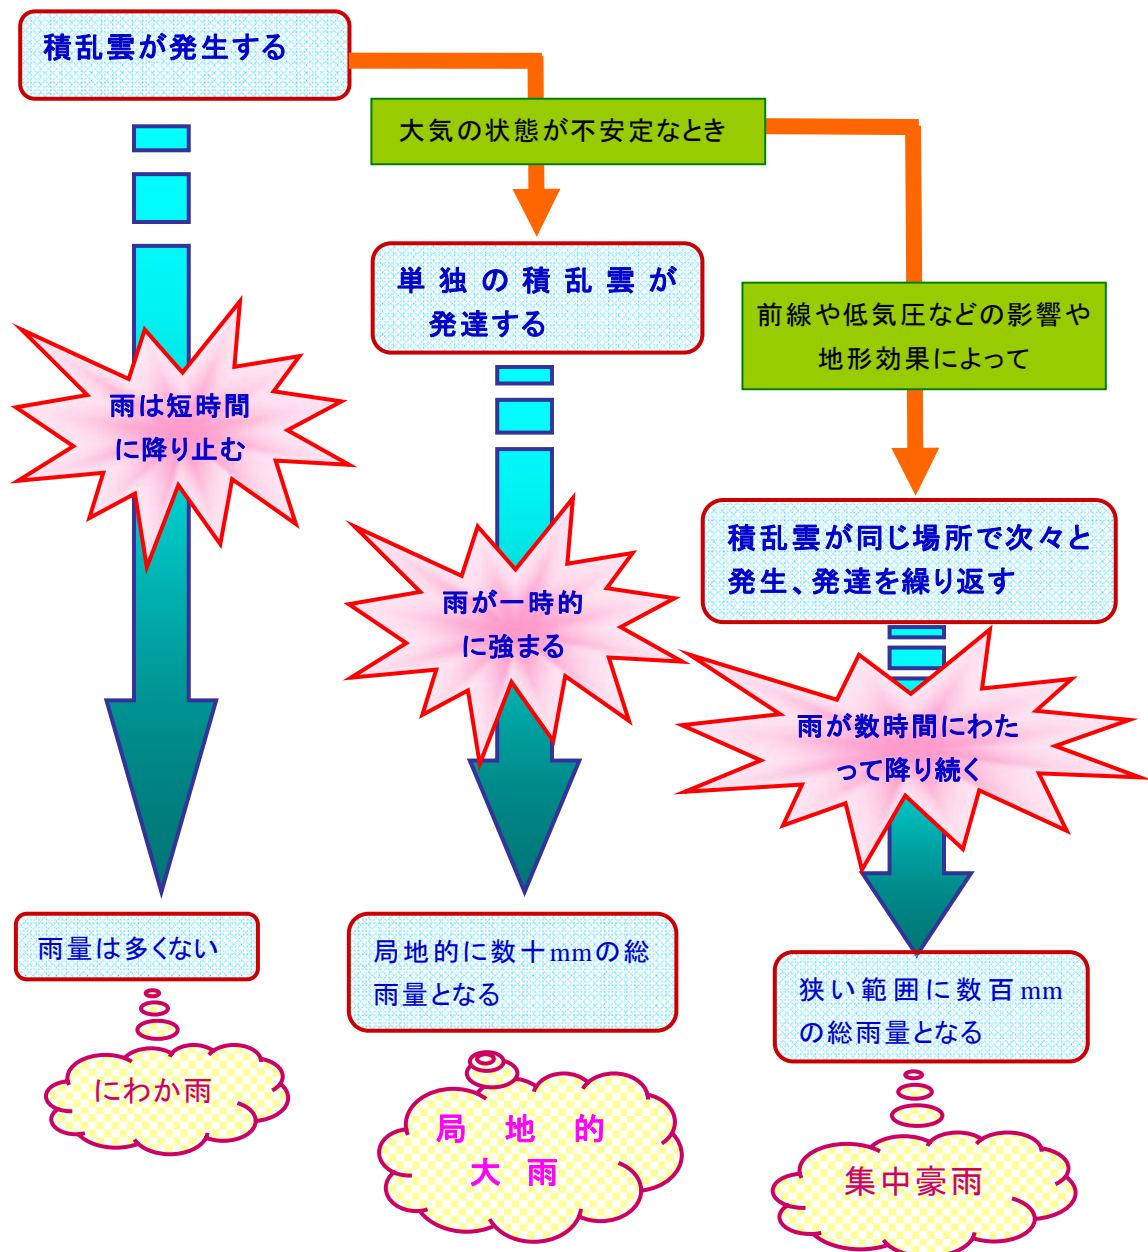 積乱雲が発生する
大気の状態が不安定なとき
単独の積乱雲が
発達する
前線や低気圧などの影響や
地形効果によって
雨は短時間
に降り止む
積乱雲が同じ場所で次々と
発生、発達を繰り返す
雨が一時的
に強まる
雨が数時間にわた
って降り続く
雨量は多くない
局地的に数十mmの総
雨量となる
狭い範囲に数百mm
の総雨量となる
にわか雨
局地的
大雨
集中豪雨